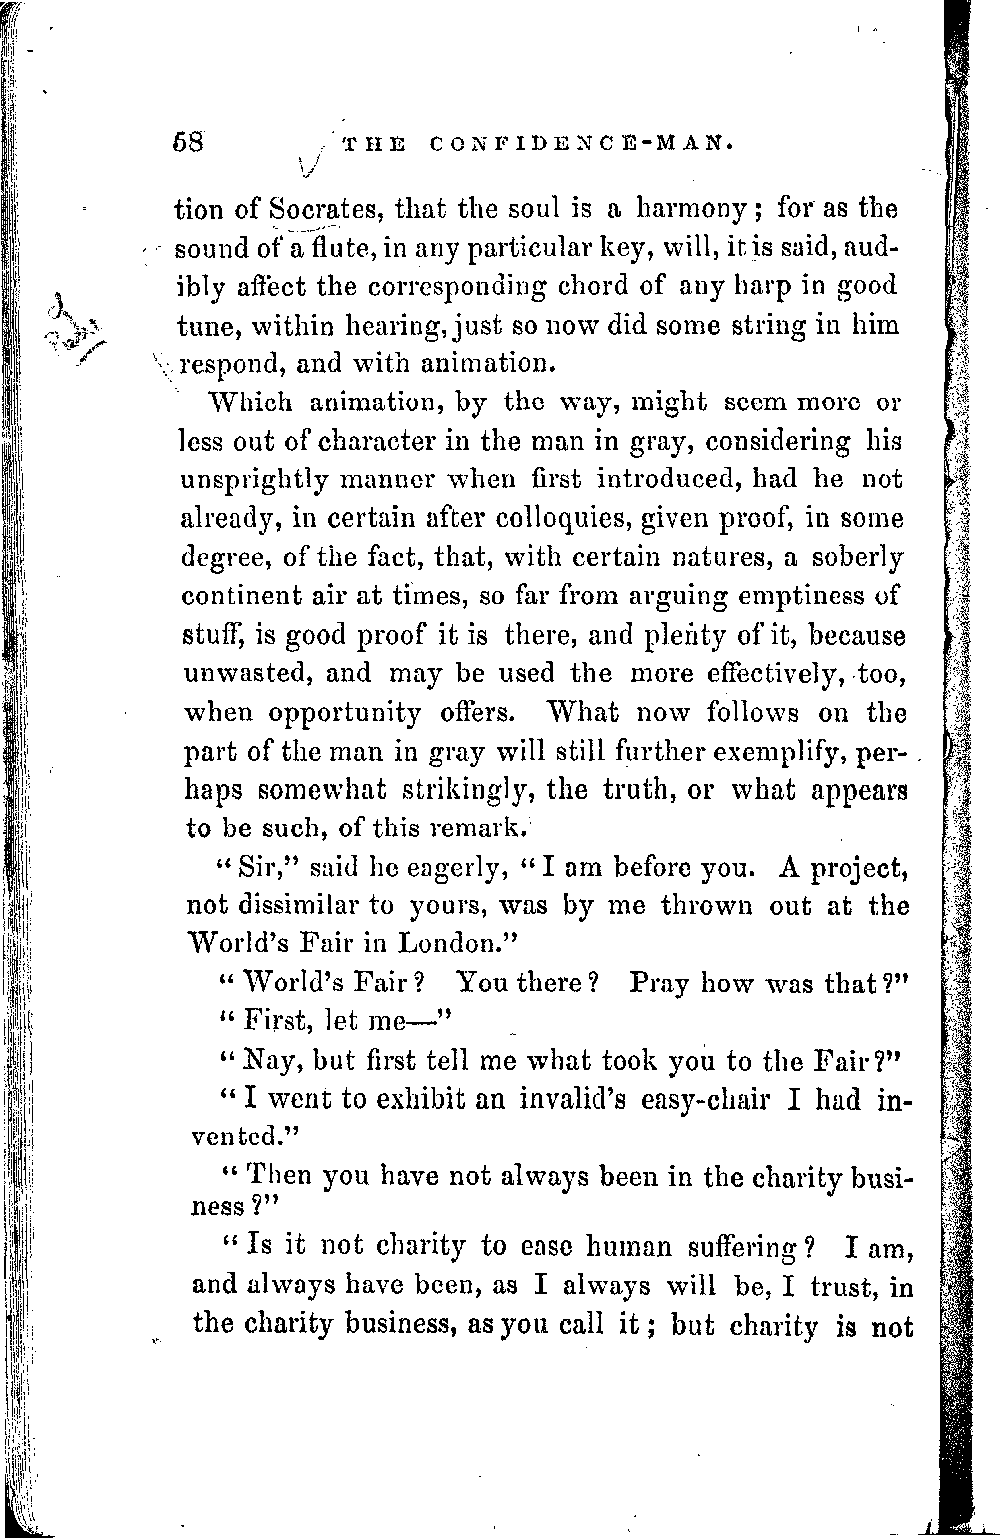 58 THE CONFIDENCE-MAN.
tion of Socrates, that the soul is a harmony; for as the
sound of a flute, in any particular key, will, it is said, aud-
ibly affect the corresponding chord of any harp in good
tune, within hearing, just so now did some string in him
respond, and with animation.
Which animation, by the way, might seem more or
less out of character in the man in gray, considering his
unsprightly manner when first introduced, had he not
already, in certain after colloquies, given proof, in some
degree, of the fact, that, with certain natures, a soberly
continent air at times, so far from arguing emptiness of
stuff, is good proof it is there, and plenty of it, because
unwasted, and may be used the more effectively, too,
when opportunity offers. What now follows on the
part of the man in gray will still further exemplify, per-
haps somewhat strikingly, the truth, or what appears
to be such, of this remark.
"Sir," said he eagerly, "I am before you. A project,
not dissimilar to yours, was by me thrown out at the
World's Fair in London."
"World's Fair? You there? Pray how was that?"
"First, let me—"
"Nay, but first tell me what took you to the Fair?"
"I went to exhibit an invalid's easy-chair I had in-
vented."
"Then you have not always been in the charity busi-
ness?"
"Is it not charity to ease human suffering? I am,
and always have been, as I always will be, I trust, in
the charity business, as you call it; but charity is not